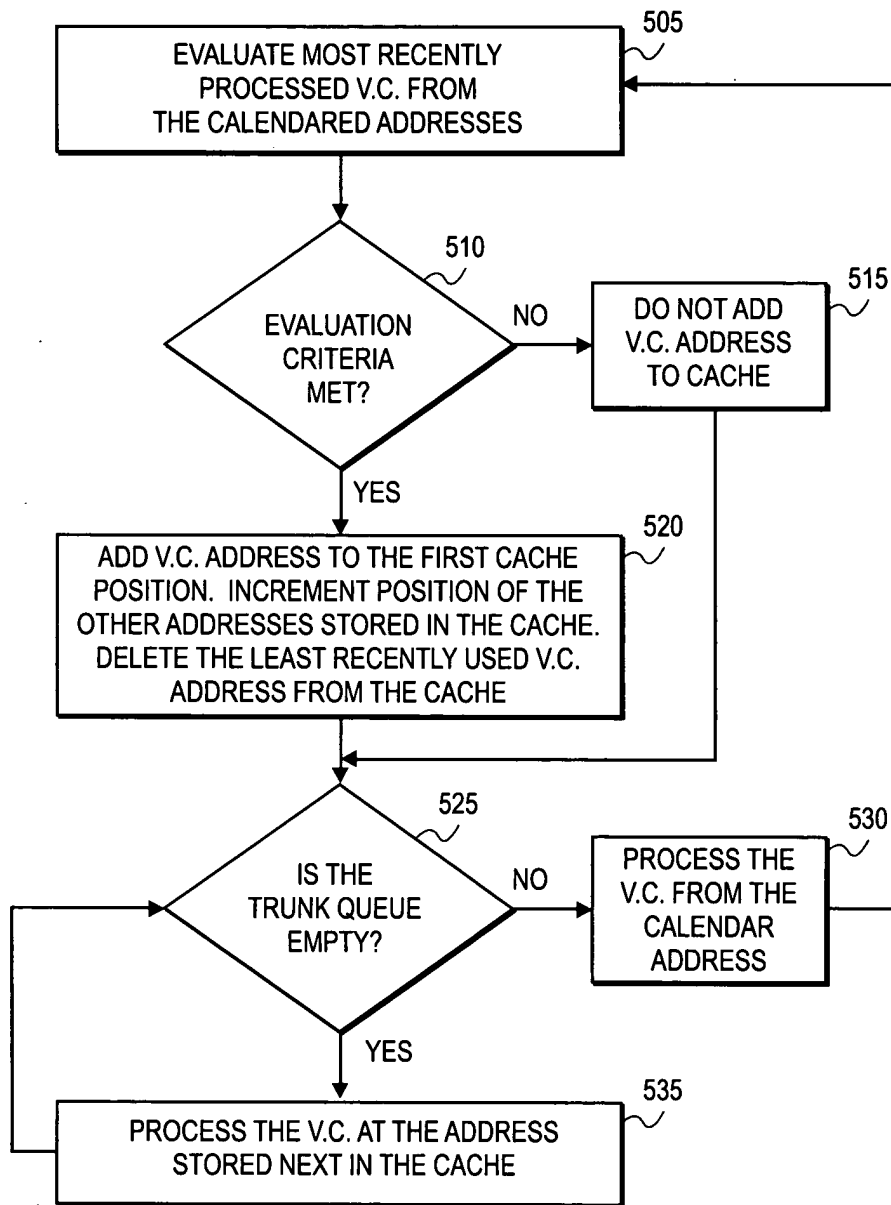 505
EVALUATE MOST RECENTLY
PROCESSED V.C. FROM
THE CALENDARED ADDRESSES
510
EVALUATION
CRITERIA
MET?
NO
515
DO NOT ADD
V.C. ADDRESS
TO CACHE
YES
520
ADD V.C. ADDRESS TO THE FIRST CACHE
POSITION. INCREMENT POSITION OF THE
OTHER ADDRESSES STORED IN THE CACHE.
DELETE THE LEAST RECENTLY USED V.C.
ADDRESS FROM THE CACHE
525
IS THE
TRUNK QUEUE
EMPTY?
NO
530
PROCESS THE
V.C. FROM THE
CALENDAR
ADDRESS
YES
535
PROCESS THE V.C. AT THE ADDRESS
STORED NEXT IN THE CACHE